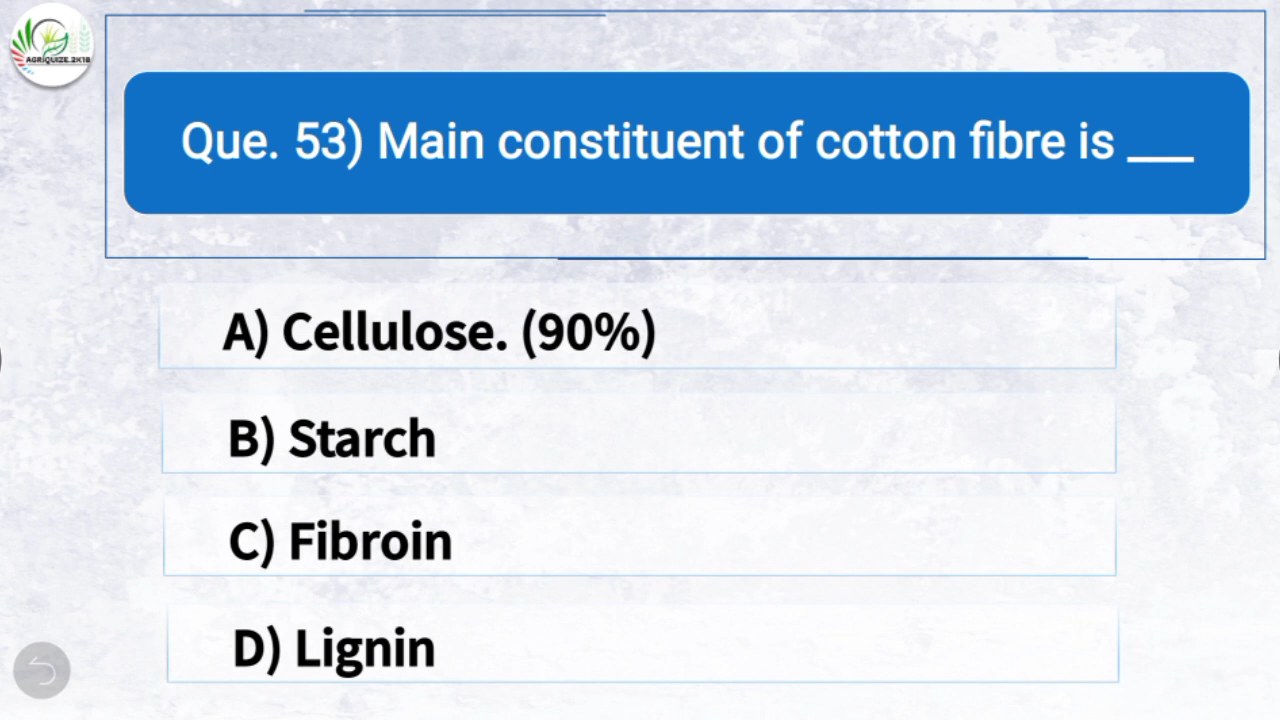 AGRIQUIZE.2K18
Que. 53) Main constituent of cotton fibre is ___
A) Cellulose. (90%)
B) Starch
C) Fibroin
D) Lignin